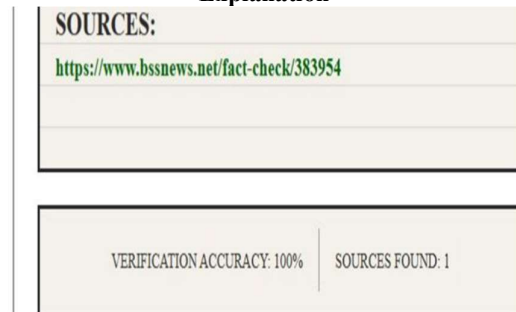 SOURCES:
https://www.bssnews.net/fact-check/383954
VERIFICATION ACCURACY: 100%
SOURCES FOUND: 1